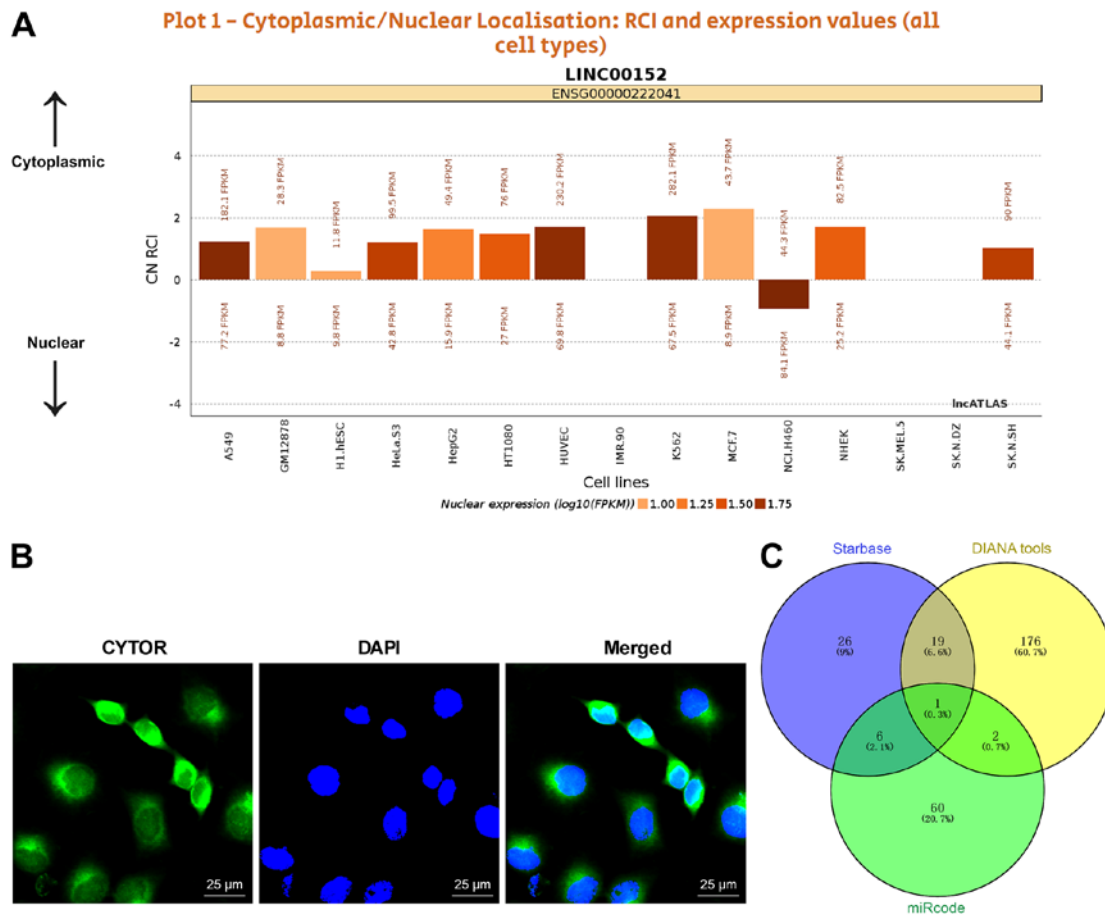 A
Plot 1 – Cytoplasmic/Nuclear Localisation: RCI and expression values (all
cell types)
LINC00152
ENSG00000222041
Cytoplasmic
Nuclear
CN RCI
4
2
0
-2
-4
182.1 FPKM
28.3 FPKM
11.8 FPKM
99.5 FPKM
49.4 FPKM
76 FPKM
230.2 FPKM
282.1 FPKM
43.7 FPKM
44.3 FPKM
82.5 FPKM
90 FPKM
77.2 FPKM
8.8 FPKM
9.8 FPKM
42.8 FPKM
15.9 FPKM
27 FPKM
69.8 FPKM
67.5 FPKM
8.9 FPKM
84.1 FPKM
25.2 FPKM
44.1 FPKM
lncATLAS
A549
GM12878
H1.hESC
HeLa.S3
HepG2
HT1080
HUVEC
IMR.90
K562
MCF.7
NCI.H460
NHEK
SK.MEL.5
SK.N.DZ
SK.N.SH
Cell lines
Nuclear expression (log10(FPKM)) 1.00 1.25 1.50 1.75
B
CYTOR
DAPI
Merged
25 µm
25 µm
25 µm
C
Starbase
DIANA tools
26
(9%)
19
(6.6%)
176
(60.7%)
1
(0.3%)
6
(2.1%)
2
(0.7%)
60
(20.7%)
miRcode